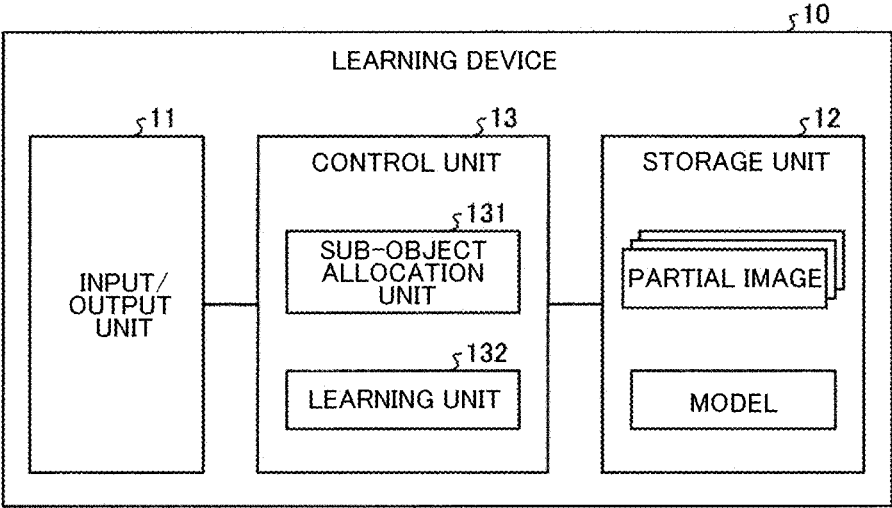 10
LEARNING DEVICE
11
INPUT/
OUTPUT
UNIT
13
CONTROL UNIT
131
SUB-OBJECT
ALLOCATION
UNIT
132
LEARNING UNIT
12
STORAGE UNIT
PARTIAL IMAGE
MODEL